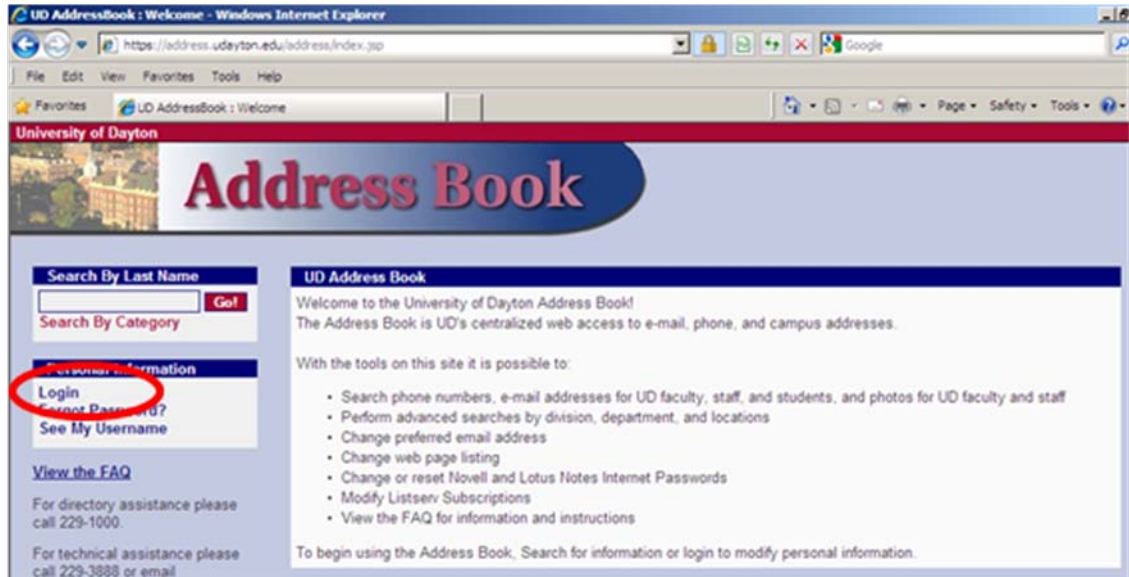 UD AddressBook : Welcome - Windows Internet Explorer
https://address.udayton.edu/address/index.jsp
Google
File Edit View Favorites Tools Help
Favorites UD AddressBook : Welcome Page Safety Tools
University of Dayton
Address Book
Search By Last Name
Go!
Search By Category
Personal Information
Login
Forgot Password?
See My Username
View the FAQ
For directory assistance please
call 229-1000.
For technical assistance please
call 229-3888 or email
UD Address Book
Welcome to the University of Dayton Address Book!
The Address Book is UD's centralized web access to e-mail, phone, and campus addresses.
With the tools on this site it is possible to:
• Search phone numbers, e-mail addresses for UD faculty, staff, and students, and photos for UD faculty and staff
• Perform advanced searches by division, department, and locations
• Change preferred email address
• Change web page listing
• Change or reset Novell and Lotus Notes Internet Passwords
• Modify Listserv Subscriptions
• View the FAQ for information and instructions
To begin using the Address Book, Search for information or login to modify personal information.